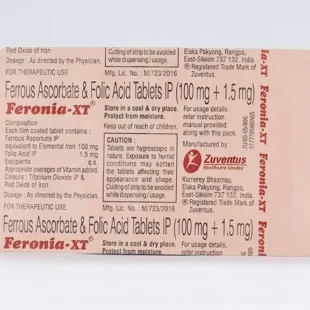 Red Oxide of Iron
Dosage : As directed by the Physician.
FOR THERAPEUTIC USE
Cutting of strip to be avoided
while dispensing / usage.
Mfg. Lic. No. : M/723/2016
Elaka Pakyong, Rangpo,
East-Sikkim 737 132, India
® Registered Trade Mark of
Zuventus.
Ferrous Ascorbate & Folic Acid Tablets IP (100 mg + 1.5 mg)
Feronia-XT®
Composition
Each film coated tablet contains :
Ferrous Ascorbate IP
equivalent to Elemental Iron 100 mg
Folic Acid IP 1.5 mg
Excipients q.s.
Appropriate overages of Vitamin added.
Colours : Titanium Dioxide IP &
Red Oxide of Iron
Dosage : As directed by the Physician.
FOR THERAPEUTIC USE.
Store in a cool & dry place.
Protect from moisture.
Keep out of reach of children.
CAUTION
Tablets are hygroscopic in
nature. Exposure to humid
conditions may soften
the tablets affecting their
appearance and shape.
Cutting of strip to be avoided
while dispensing / usage.
Mfg. Lic. No. : M/723/2016
For usage details,
refer instruction
manual provided
along with this pack.
Manufactured by :
Zuventus
Healthcare Limited
Kumerey Bhasmey,
Elaka Pakyong, Rangpo,
East-Sikkim 737 132, India
® Registered Trade Mark of
Zuventus.
Ferrous Ascorbate & Folic Acid Tablets IP (100 mg + 1.5 mg)
Feronia-XT®
Store in a cool & dry place.
Protect from moisture.
For usage details,
refer instruction
Feronia-XT
Feronia-XT
Feronia-XT